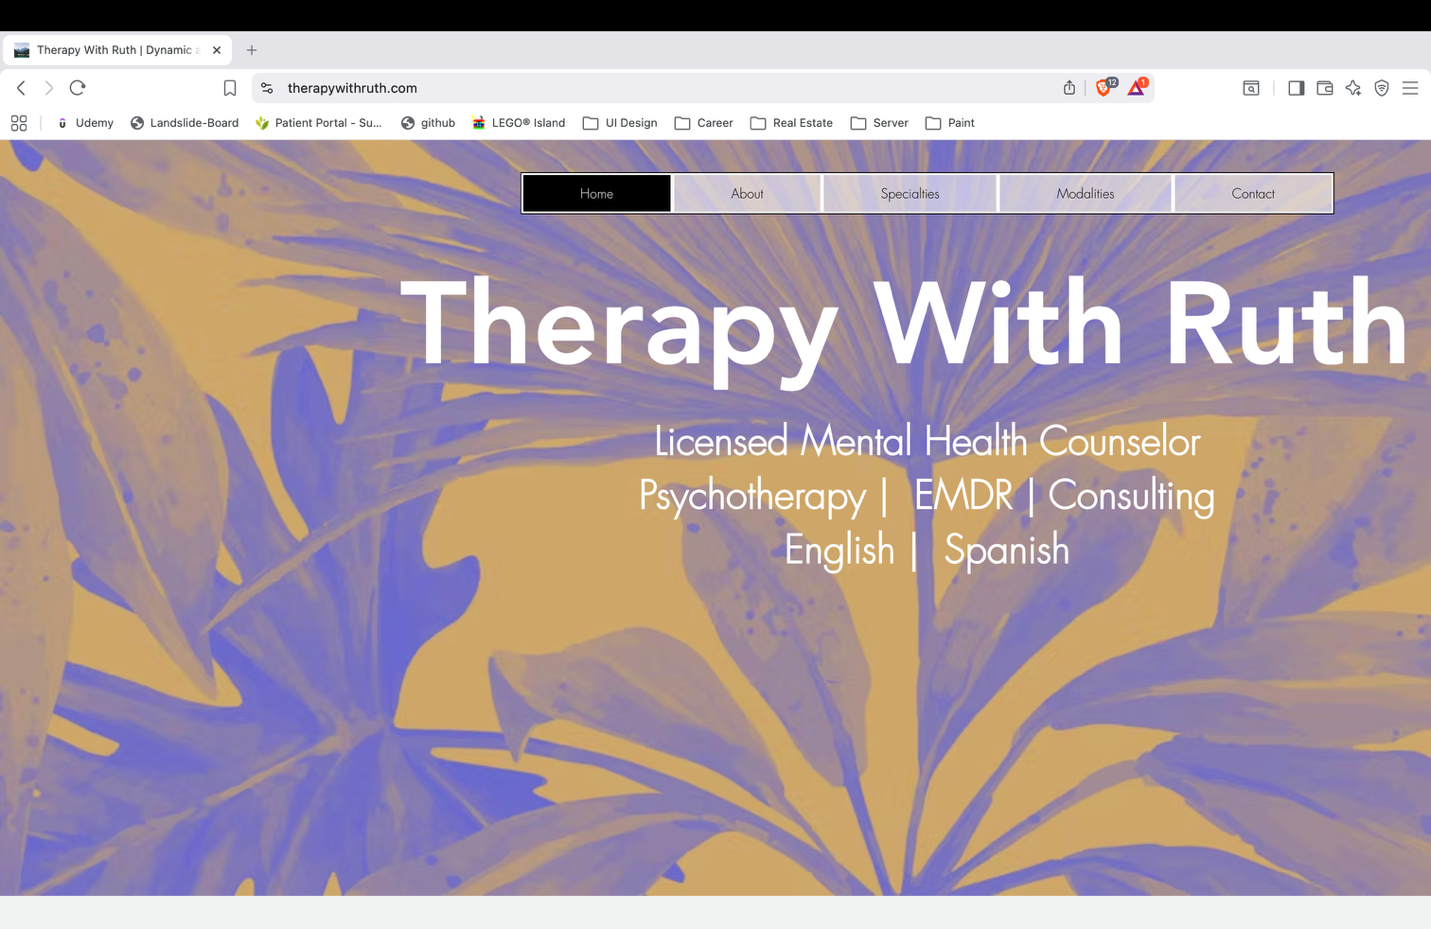 Therapy With Ruth | Dynamic a
therapywithruth.com
12
1
Udemy
Landslide-Board
Patient Portal - Su...
github
LEGO® Island
UI Design
Career
Real Estate
Server
Paint
Home
About
Specialties
Modalities
Contact
Therapy With Ruth
Licensed Mental Health Counselor
Psychotherapy | EMDR | Consulting
English | Spanish